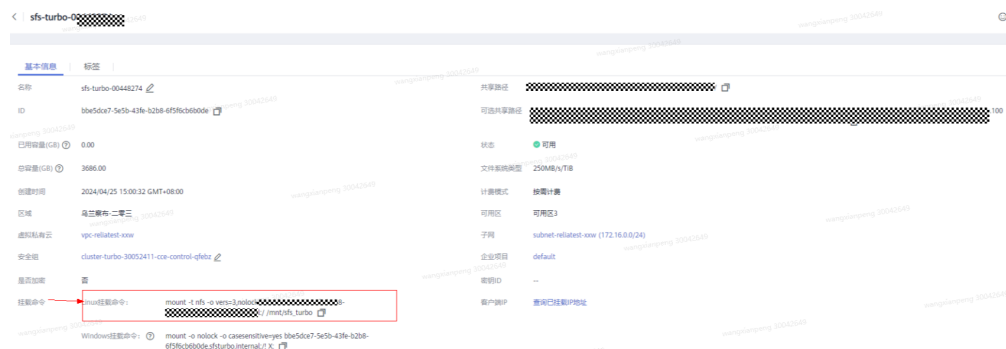 sfs-turbo-0
基本信息 标签
名称 sfs-turbo-00448274 共享路径
ID bbe5dce7-5e5b-43fe-b2b8-6f5f6cb6b0de 可选共享路径 -100
已用容量(GB) 0.00 状态 可用
总容量(GB) 3686.00 文件系统类型 250MB/s/TiB
创建时间 2024/04/25 15:00:32 GMT+08:00 计费模式 按需计费
区域 乌兰察布-二零三 可用区 可用区3
虚拟私有云 vpc-reliatest-xxw 子网 subnet-reliatest-xxw (172.16.0.0/24)
安全组 cluster-turbo-30052411-cce-control-qfebz 企业项目 default
是否加密 否 密钥ID --
挂载命令 Linux挂载命令: mount -t nfs -o vers=3,nolock 8- 客户端IP 查询已挂载IP地址
:/ /mnt/sfs_turbo
Windows挂载命令: mount -o nolock -o casesensitive=yes bbe5dce7-5e5b-43fe-b2b8-
6f5f6cb6b0de.sfsturbo.internal:/! X: